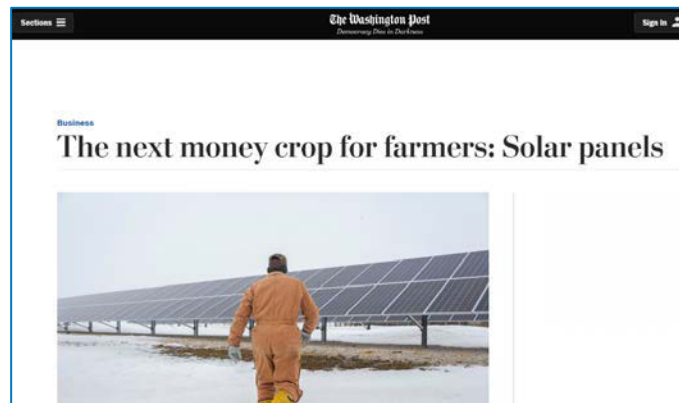 Sections
The Washington Post
Democracy Dies in Darkness
Sign In
Business
The next money crop for farmers: Solar panels